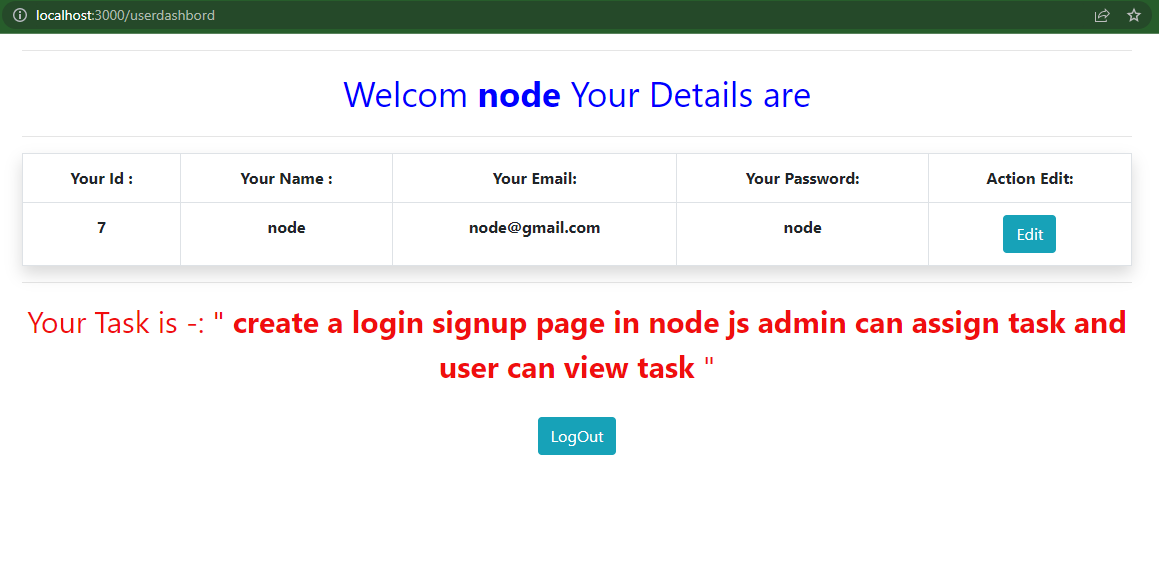 localhost:3000/userdashbord
Welcom node Your Details are
Your Id : Your Name : Your Email: Your Password: Action Edit:
7 node node@gmail.com node Edit
Your Task is -: " create a login signup page in node js admin can assign task and
user can view task "
LogOut